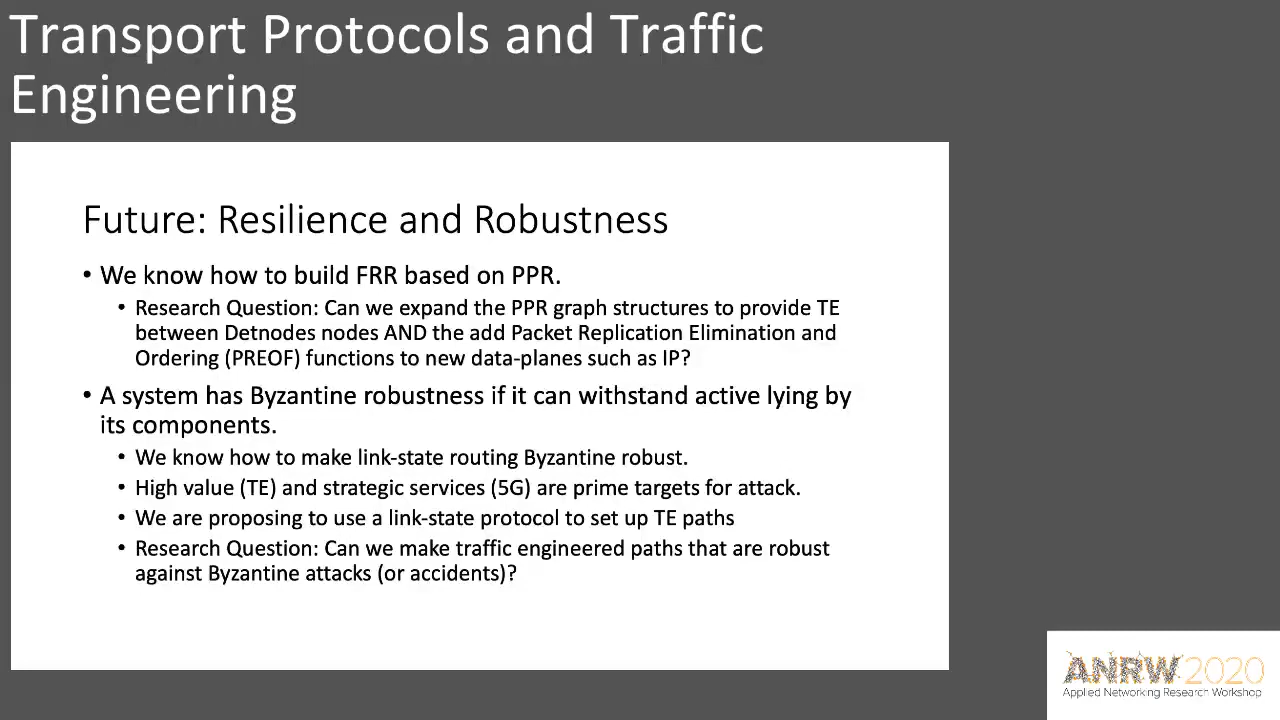 Transport Protocols and Traffic
Engineering
Future: Resilience and Robustness
• We know how to build FRR based on PPR.
• Research Question: Can we expand the PPR graph structures to provide TE
between Detnodes nodes AND the add Packet Replication Elimination and
Ordering (PREOF) functions to new data-planes such as IP?
• A system has Byzantine robustness if it can withstand active lying by
its components.
• We know how to make link-state routing Byzantine robust.
• High value (TE) and strategic services (5G) are prime targets for attack.
• We are proposing to use a link-state protocol to set up TE paths
• Research Question: Can we make traffic engineered paths that are robust
against Byzantine attacks (or accidents)?
ANRW 2020
Applied Networking Research Workshop